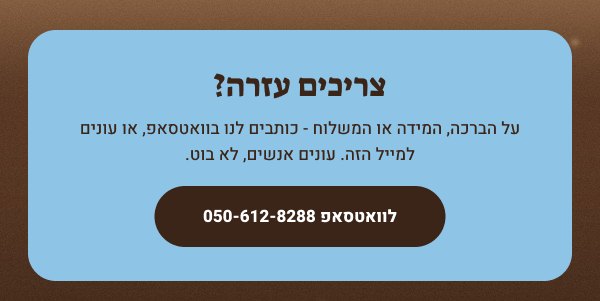 צריכים עזרה?
על הברכה, המידה או המשלוח - כותבים לנו בוואטסאפ, או עונים
למייל הזה. עונים אנשים, לא בוט.
לוואטסאפ 050-612-8288